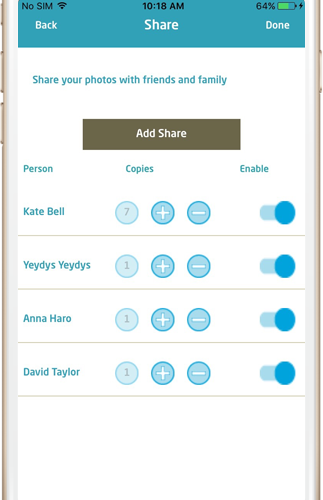 No SIM 10:18 AM 64%
Back Share Done
Share your photos with friends and family
Add Share
Person Copies Enable
Kate Bell 7 + −
Yeydys Yeydys 1 + −
Anna Haro 1 + −
David Taylor 1 + −